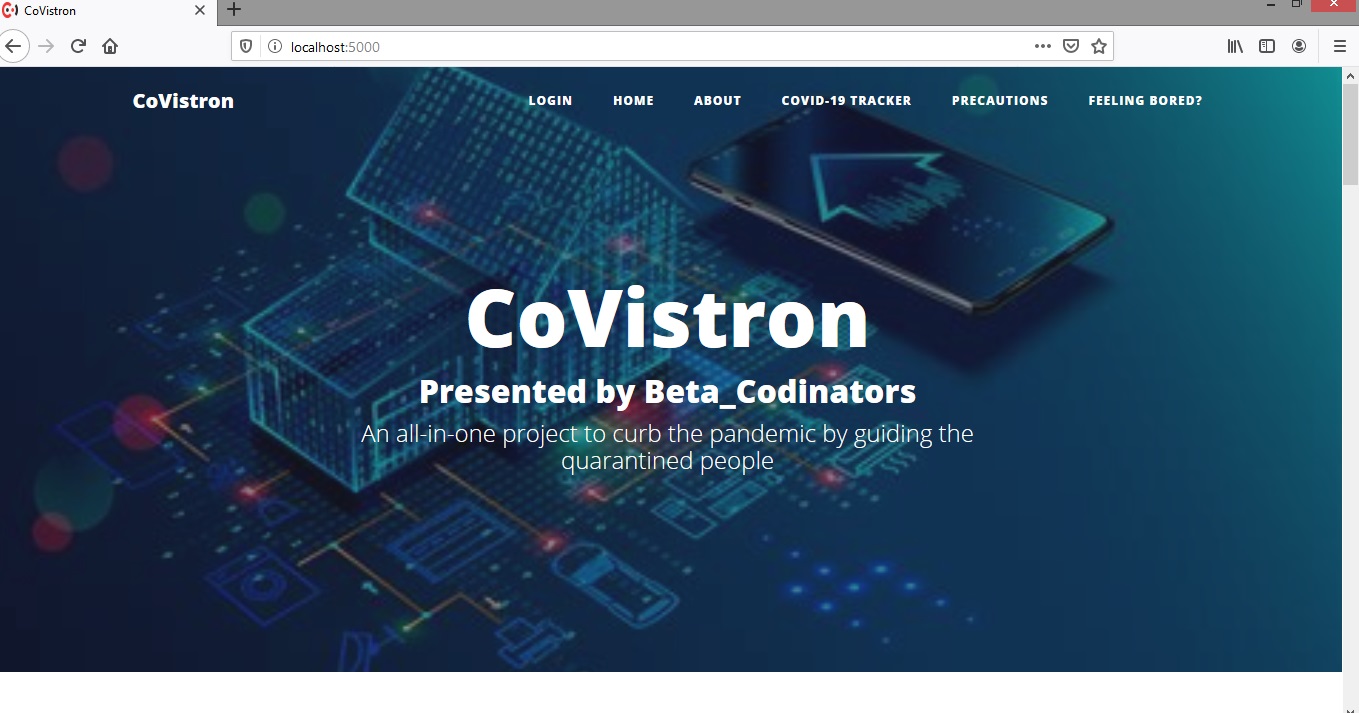 CoVistron
localhost:5000
CoVistron
LOGIN
HOME
ABOUT
COVID-19 TRACKER
PRECAUTIONS
FEELING BORED?
CoVistron
Presented by Beta_Codinators
An all-in-one project to curb the pandemic by guiding the
quarantined people